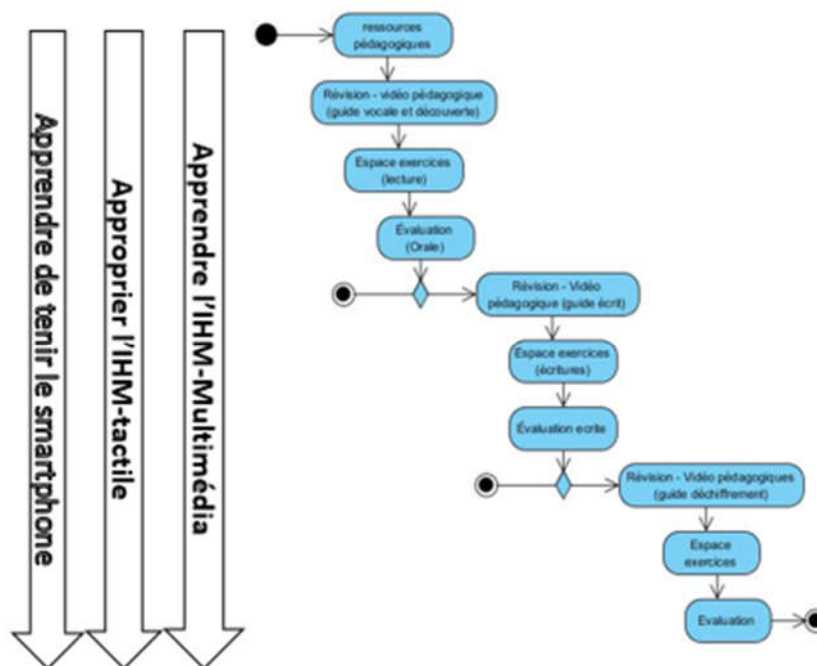 Apprendre de tenir le smartphone
Approprier l'IHM-tactile
Apprendre l'IHM-Multimédia
ressources
pédagogiques
Révision - vidéo pédagogique
(guide vocale et découverte)
Espace exercices
(lecture)
Évaluation
(Orale)
Révision - Vidéo
pédagogique (guide écrit)
Espace exercices
(écritures)
Évaluation ecrite
Révision - Vidéo pédagogiques
(guide déchiffrement)
Espace
exercices
Evaluation